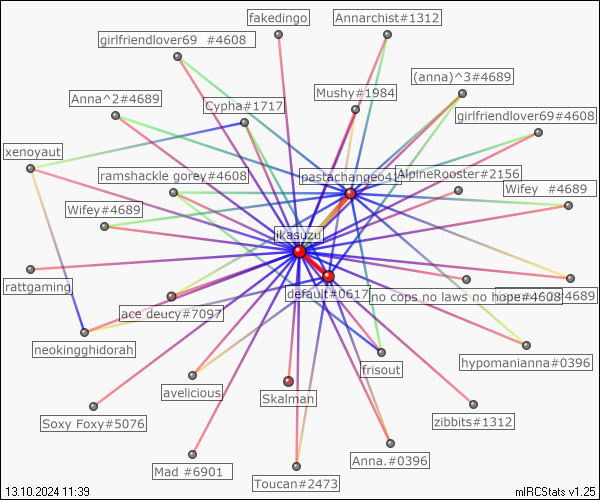 fakedingo
Annarchist#1312
girlfriendlover69 #4608
(anna)^3#4689
Mushy#1984
Anna^2#4689
Cypha#1717
girlfriendlover69#4608
xenoyaut
ramshackle gorey#4608
AlpineRooster#2156
Wifey #4689
Wifey#4689
jkasuzu
rattgaming
default#0617
no cops no laws no hope#4608
#4689
ace deucy#7097
neokingghidorah
hypomanianna#0396
frisout
avelicious
Skalman
Soxy Foxy#5076
zibbits#1312
Anna.#0396
Mad #6901
Toucan#2473
13.10.2024 11:39
mIRCStats v1.25